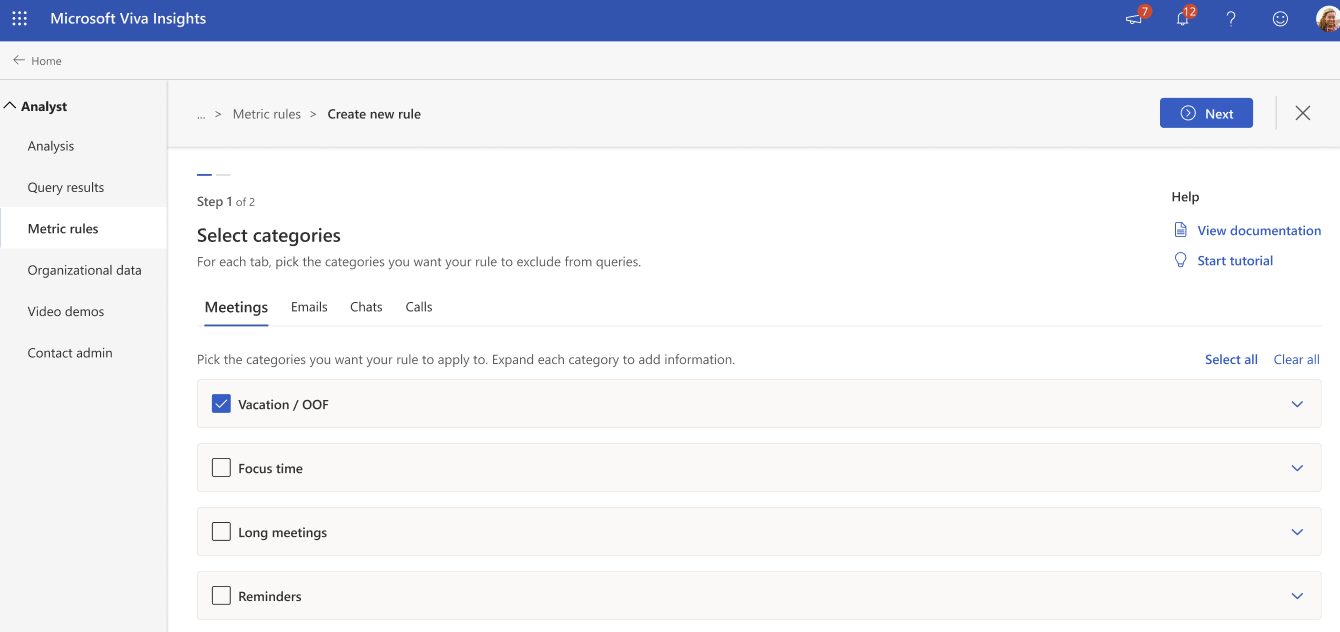 Microsoft Viva Insights
7
12
?
Home
Analyst
Analysis
Query results
Metric rules
Organizational data
Video demos
Contact admin
... > Metric rules > Create new rule
Next
Step 1 of 2
Select categories
For each tab, pick the categories you want your rule to exclude from queries.
Help
View documentation
Start tutorial
Meetings Emails Chats Calls
Pick the categories you want your rule to apply to. Expand each category to add information.
Select all Clear all
Vacation / OOF
Focus time
Long meetings
Reminders